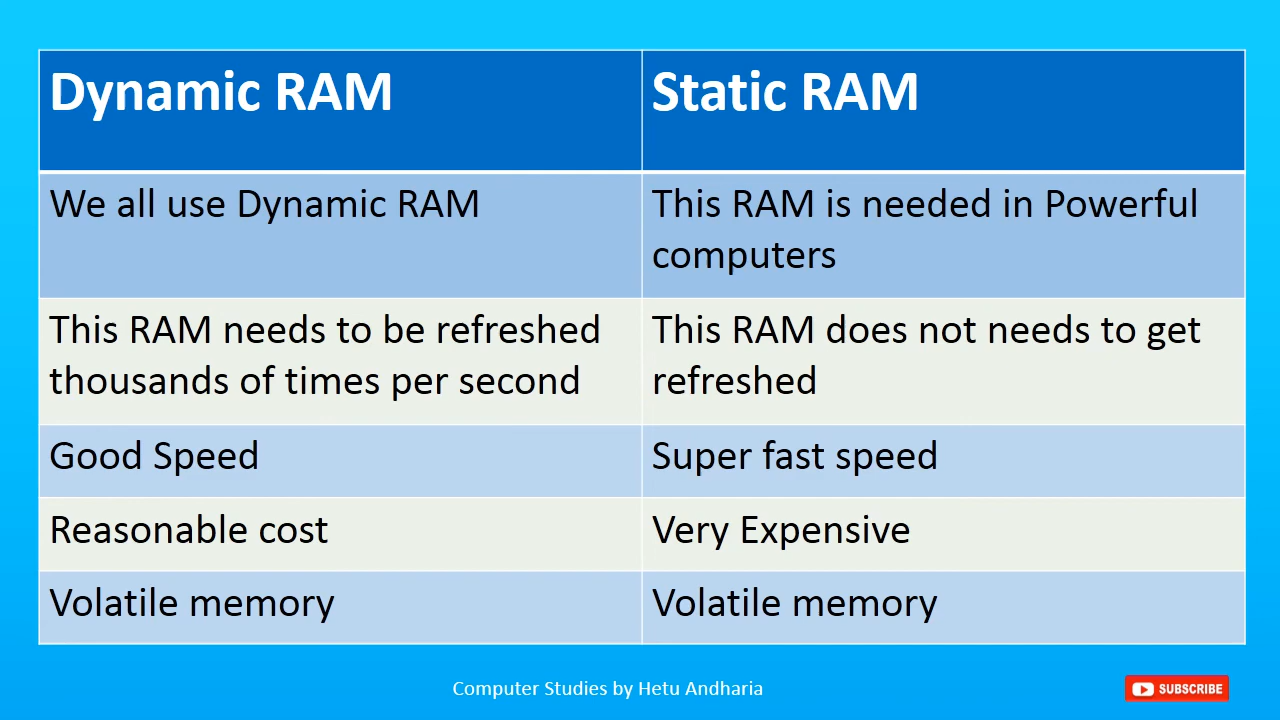 Dynamic RAM
Static RAM
We all use Dynamic RAM
This RAM is needed in Powerful
computers
This RAM needs to be refreshed
thousands of times per second
This RAM does not needs to get
refreshed
Good Speed
Super fast speed
Reasonable cost
Very Expensive
Volatile memory
Volatile memory
Computer Studies by Hetu Andharia
SUBSCRIBE